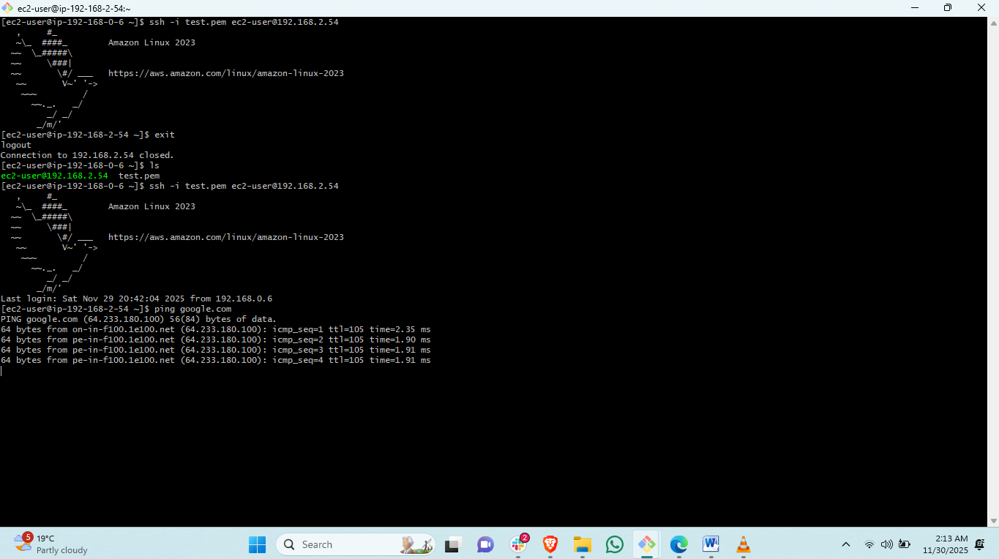 ec2-user@ip-192-168-2-54:~
[ec2-user@ip-192-168-0-6 ~]$ ssh -i test.pem ec2-user@192.168.2.54
   ,     #_
   ~\_  ####_        Amazon Linux 2023
  ~~  \_#####\
  ~~     \###|
  ~~       \#/ ___   https://aws.amazon.com/linux/amazon-linux-2023
   ~~       V~' '->
    ~~~         /
      ~~._.   _/
         _/ _/
       _/m/'
[ec2-user@ip-192-168-2-54 ~]$ exit
logout
Connection to 192.168.2.54 closed.
[ec2-user@ip-192-168-0-6 ~]$ ls
ec2-user@192.168.2.54  test.pem
[ec2-user@ip-192-168-0-6 ~]$ ssh -i test.pem ec2-user@192.168.2.54
   ,     #_
   ~\_  ####_        Amazon Linux 2023
  ~~  \_#####\
  ~~     \###|
  ~~       \#/ ___   https://aws.amazon.com/linux/amazon-linux-2023
   ~~       V~' '->
    ~~~         /
      ~~._.   _/
         _/ _/
       _/m/'
Last login: Sat Nov 29 20:42:04 2025 from 192.168.0.6
[ec2-user@ip-192-168-2-54 ~]$ ping google.com
PING google.com (64.233.180.100) 56(84) bytes of data.
64 bytes from on-in-f100.1e100.net (64.233.180.100): icmp_seq=1 ttl=105 time=2.35 ms
64 bytes from pe-in-f100.1e100.net (64.233.180.100): icmp_seq=2 ttl=105 time=1.90 ms
64 bytes from pe-in-f100.1e100.net (64.233.180.100): icmp_seq=3 ttl=105 time=1.91 ms
64 bytes from pe-in-f100.1e100.net (64.233.180.100): icmp_seq=4 ttl=105 time=1.91 ms
5
19°C
Partly cloudy
Search
2
W
2:13 AM
11/30/2025